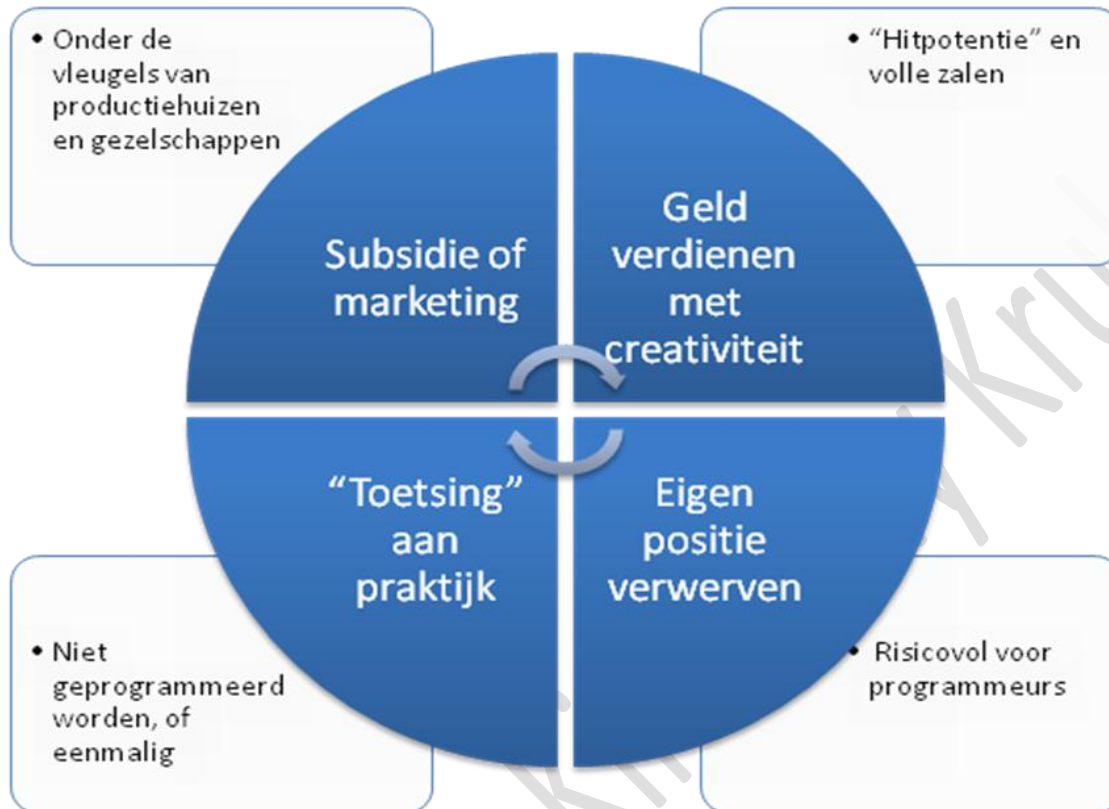 • Onder de
vleugels van
productiehuizen
en gezelschappen
• “Hitpotentie” en
volle zalen
Subsidie of
marketing
Geld
verdienen
met
creativiteit
“Toetsing”
aan
praktijk
Eigen
positie
verwerven
• Niet
geprogrammeerd
worden, of
eenmalig
• Risicovol voor
programmeurs